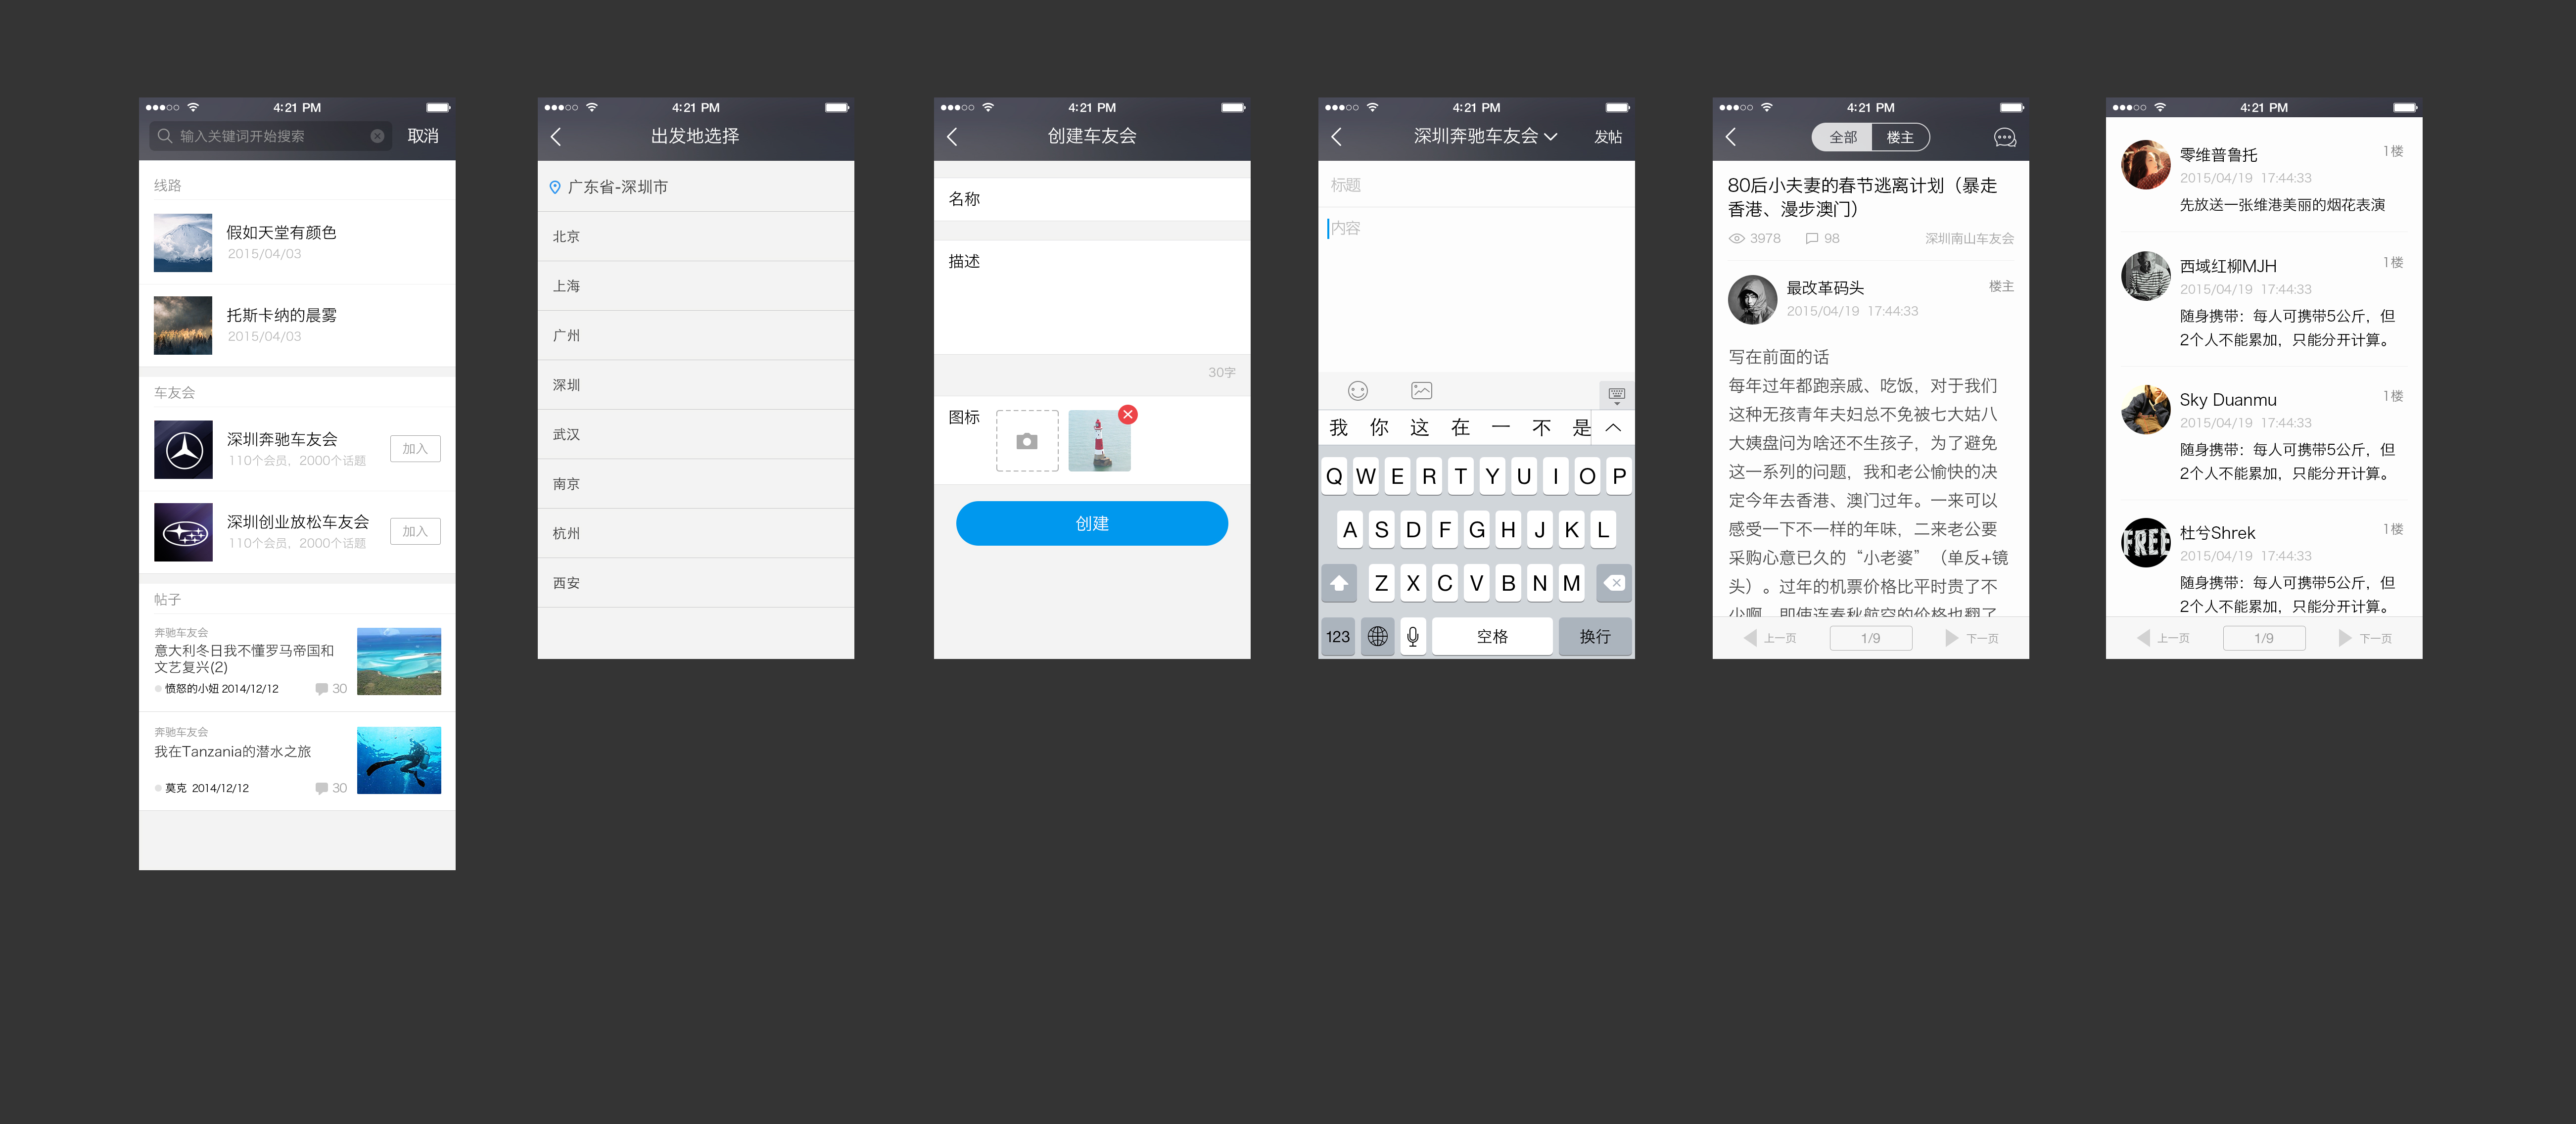 4:21 PM
输入关键词开始搜索
取消
线路
假如天堂有颜色
2015/04/03
托斯卡纳的晨雾
2015/04/03
车友会
深圳奔驰车友会
110个会员，2000个话题
加入
深圳创业放松车友会
110个会员，2000个话题
加入
帖子
奔驰车友会
意大利冬日我不懂罗马帝国和
文艺复兴(2)
愤怒的小妞 2014/12/12
30
奔驰车友会
我在Tanzania的潜水之旅
莫克 2014/12/12
30
4:21 PM
出发地选择
广东省-深圳市
北京
上海
广州
深圳
武汉
南京
杭州
西安
4:21 PM
创建车友会
名称
描述
30字
图标
创建
4:21 PM
深圳奔驰车友会
发帖
标题
内容
我 你 这 在 一 不 是
Q W E R T Y U I O P
A S D F G H J K L
Z X C V B N M
123
空格
换行
4:21 PM
全部
楼主
80后小夫妻的春节逃离计划（暴走
香港、漫步澳门）
3978
98
深圳南山车友会
最改革码头
楼主
2015/04/19 17:44:33
写在前面的话
每年过年都跑亲戚、吃饭，对于我们
这种无孩青年夫妇总不免被七大姑八
大姨盘问为啥还不生孩子，为了避免
这一系列的问题，我和老公愉快的决
定今年去香港、澳门过年。一来可以
感受一下不一样的年味，二来老公要
采购心意已久的“小老婆”（单反+镜
头）。过年的机票价格比平时贵了不
少啊，即使连春秋航空的价格也翻了
上一页
1/9
下一页
4:21 PM
零维普鲁托
1楼
2015/04/19 17:44:33
先放送一张维港美丽的烟花表演
西域红柳MJH
1楼
2015/04/19 17:44:33
随身携带：每人可携带5公斤，但
2个人不能累加，只能分开计算。
Sky Duanmu
1楼
2015/04/19 17:44:33
随身携带：每人可携带5公斤，但
2个人不能累加，只能分开计算。
FREE
杜兮Shrek
1楼
2015/04/19 17:44:33
随身携带：每人可携带5公斤，但
2个人不能累加，只能分开计算。
上一页
1/9
下一页